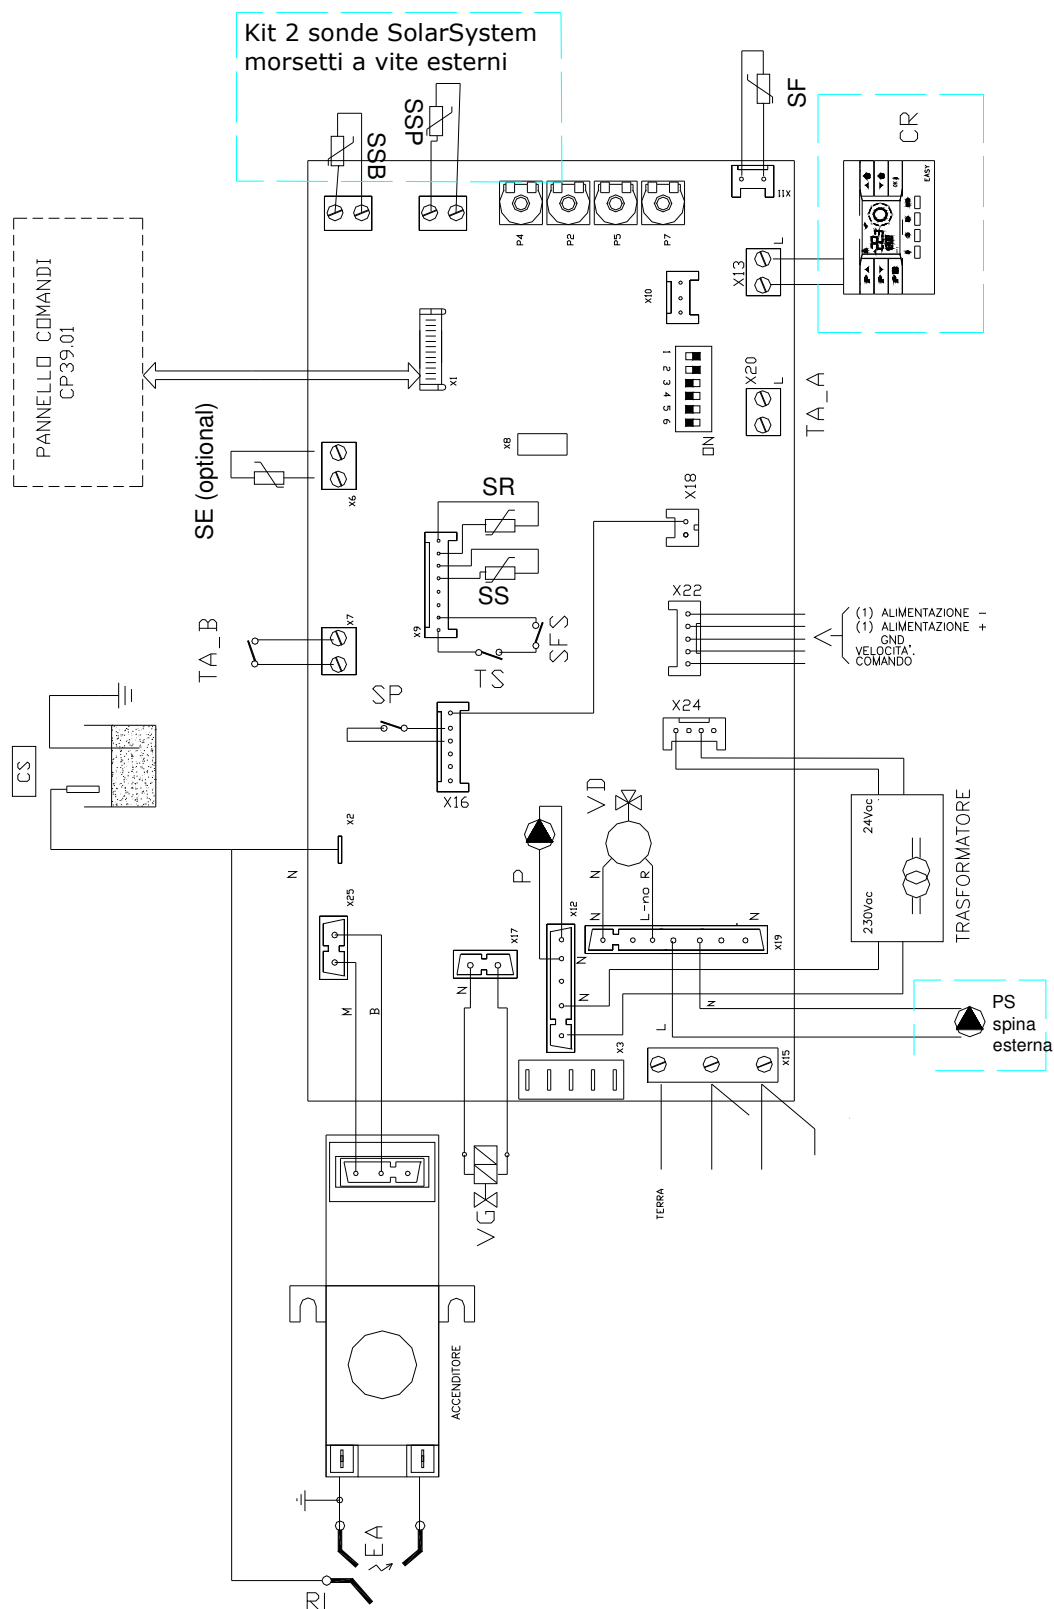 Kit 2 sonde SolarSystem
morsetti a vite esterni
SSB
SSP
SF
CR
EASY
X11
P4
P2
P5
P7
X13
L
X10
PANNELLO COMANDI
CP39.01
X1
1 2 3 4 5 6
ON
X20
L
TA_A
X8
SE (optional)
X6
SR
SS
X9
TS
SFS
X18
X22
(1) ALIMENTAZIONE -
(1) ALIMENTAZIONE +
GND
VELOCITA'.
COMANDO
TA_B
X7
SP
X16
X24
CS
X2
N
VD
P
X12
N
N
N
L-no R
N
N
X19
24Vac
230Vac
TRASFORMATORE
X25
M
B
X17
N
L
N
PS
spina
esterna
X3
X15
TERRA
VG
ACCENDITORE
EA
RI